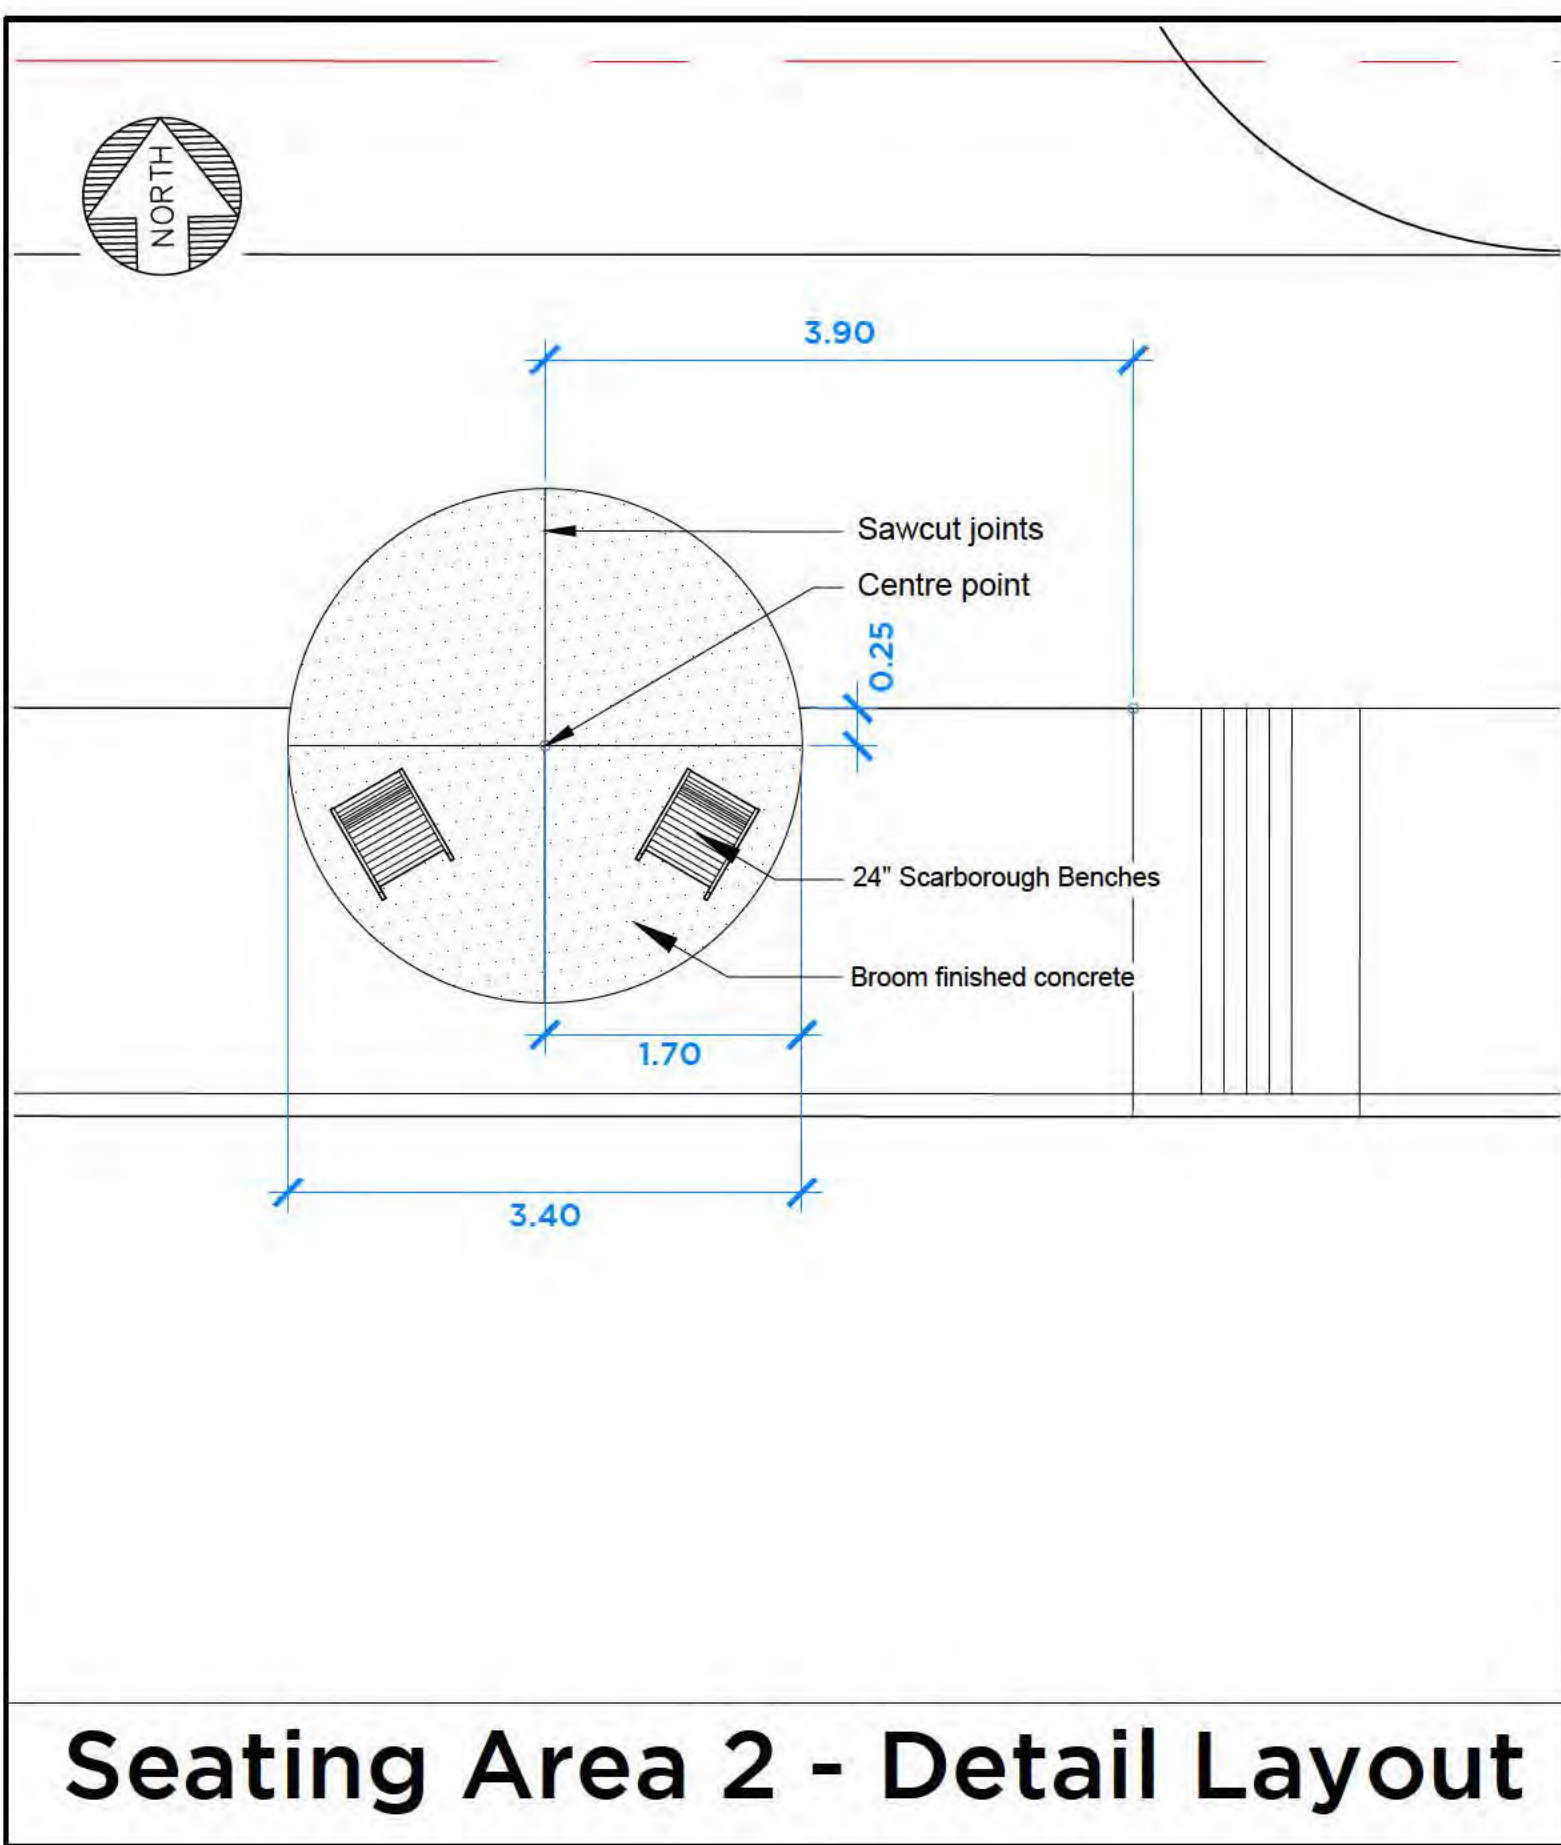 NORTH
3.90
Sawcut joints
Centre point
0.25
24" Scarborough Benches
Broom finished concrete
1.70
3.40
Seating Area 2 - Detail Layout